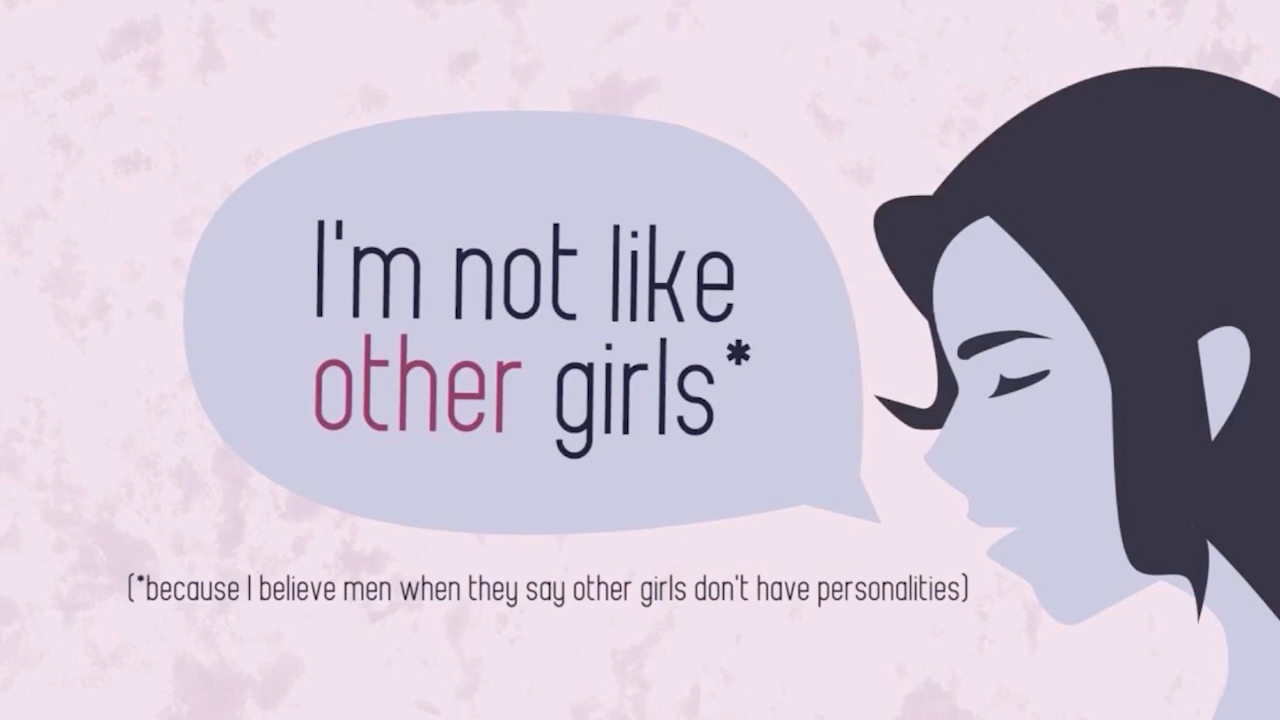 I'm not like
other girls*
(*because I believe men when they say other girls don't have personalities)